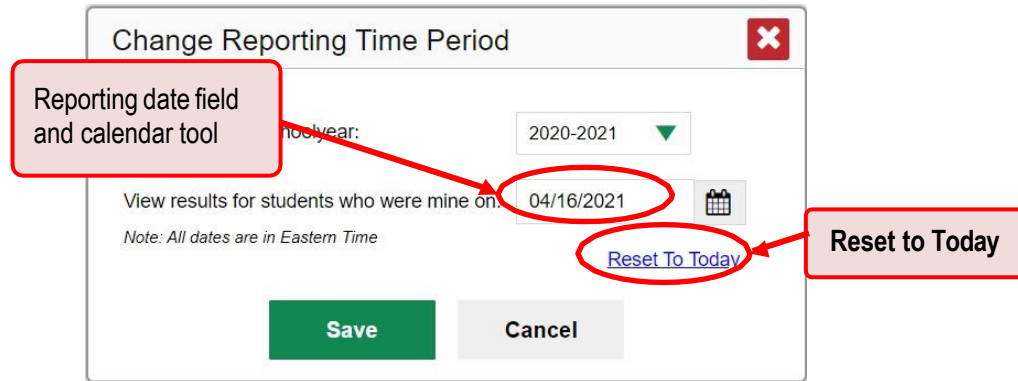 Change Reporting Time Period
Reporting date field
and calendar tool
2020-2021
View results for students who were mine on:
04/16/2021
Note: All dates are in Eastern Time
Reset To Today
Reset to Today
Save
Cancel